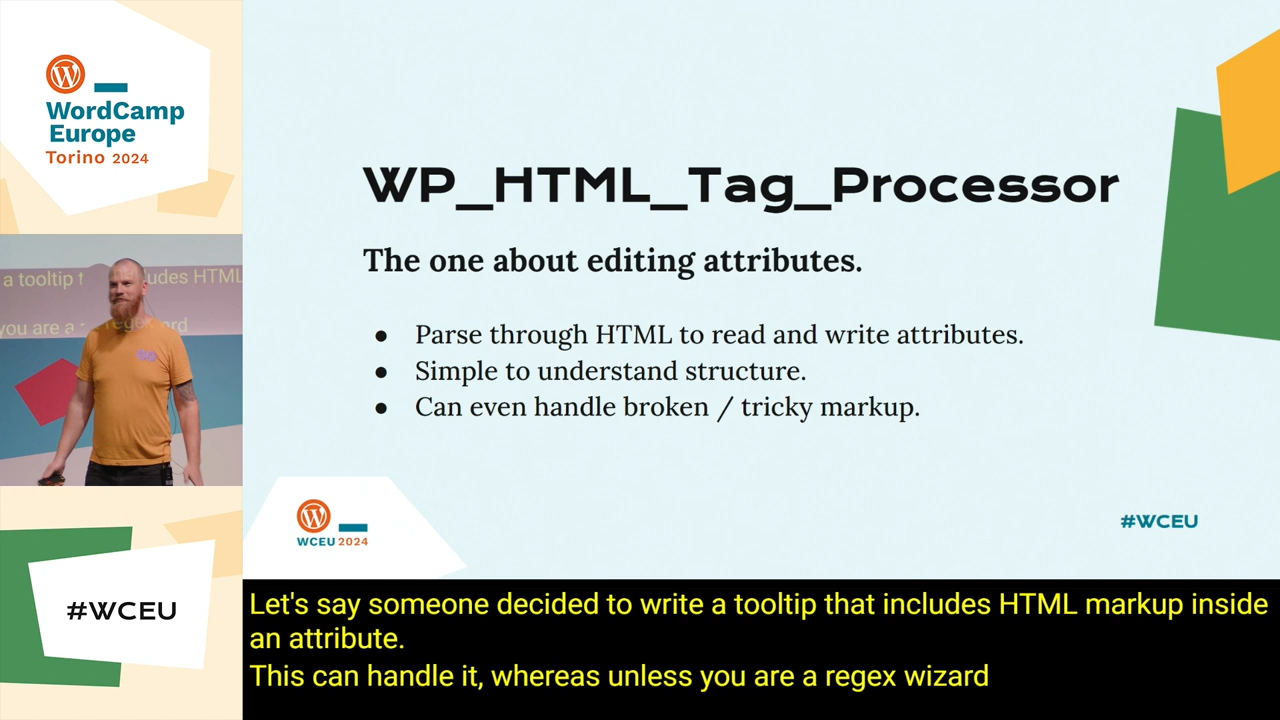 WordCamp
Europe
Torino 2024
a tooltip t udes HTML
you are a
#WCEU
WP_HTML_Tag_Processor
The one about editing attributes.
● Parse through HTML to read and write attributes.
● Simple to understand structure.
● Can even handle broken / tricky markup.
WCEU 2024
#WCEU
Let's say someone decided to write a tooltip that includes HTML markup inside
an attribute.
This can handle it, whereas unless you are a regex wizard